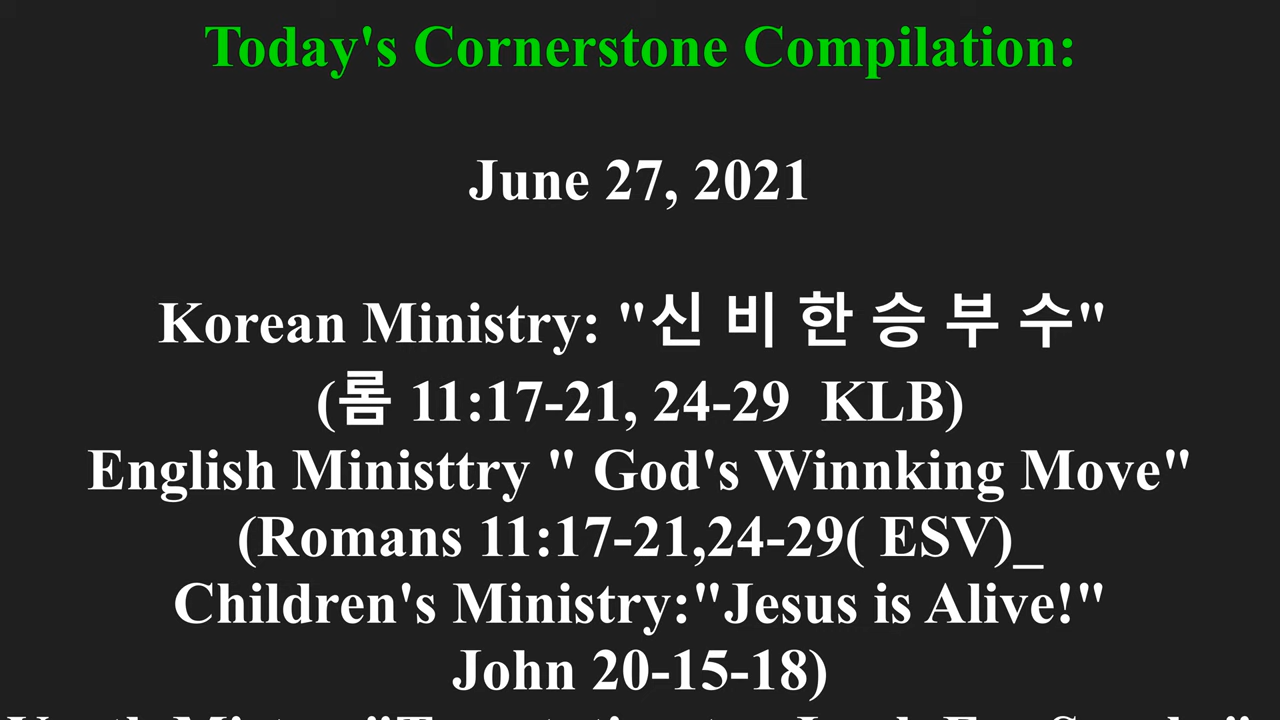 Today's Cornerstone Compilation:
June 27, 2021
Korean Ministry: "신 비 한 승 부 수"
(롬 11:17-21, 24-29 KLB)
English Ministtry " God's Winnking Move"
(Romans 11:17-21,24-29( ESV)_
Children's Ministry:"Jesus is Alive!"
John 20-15-18)